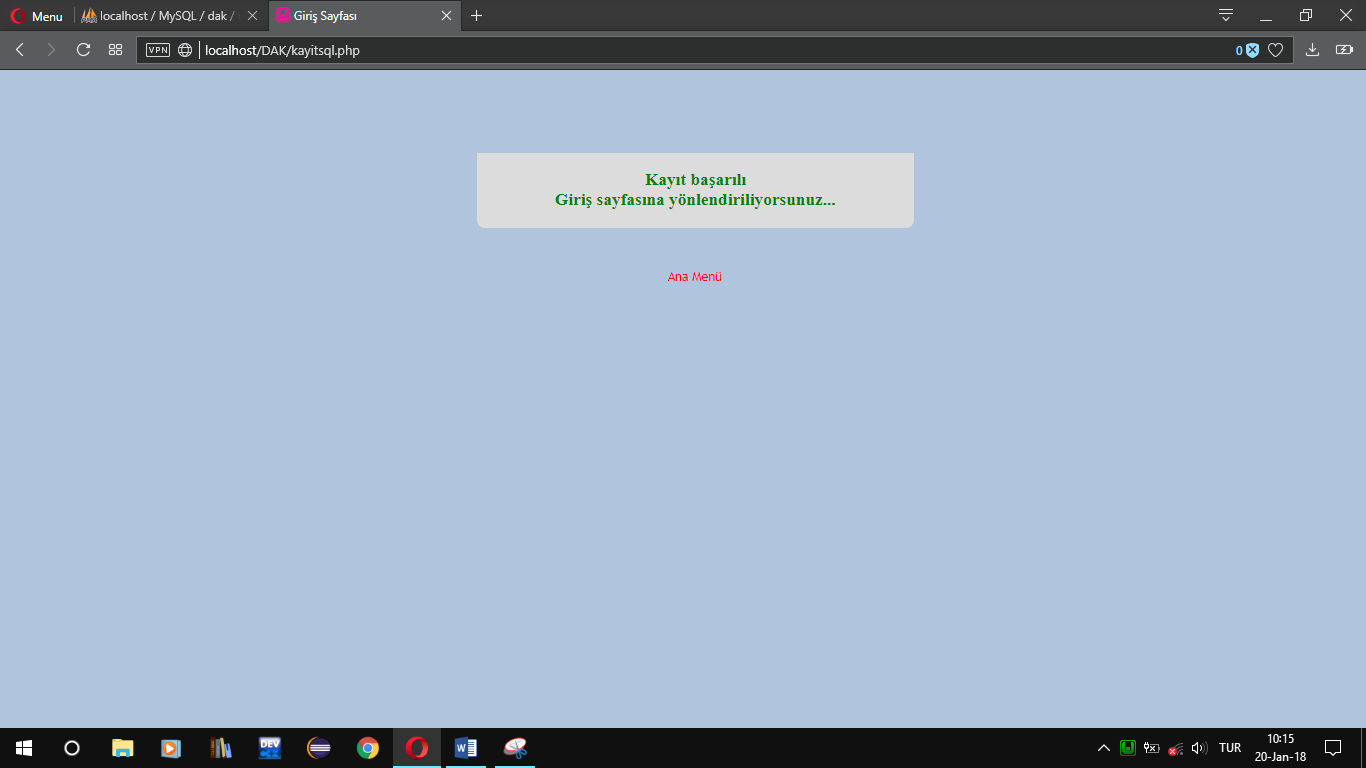 Menu
localhost / MySQL / dak /
Giriş Sayfası
VPN
localhost/DAK/kayitsql.php
0
Kayıt başarılı
Giriş sayfasına yönlendiriliyorsunuz...
Ana Menü
DEV
TUR
10:15
20-Jan-18